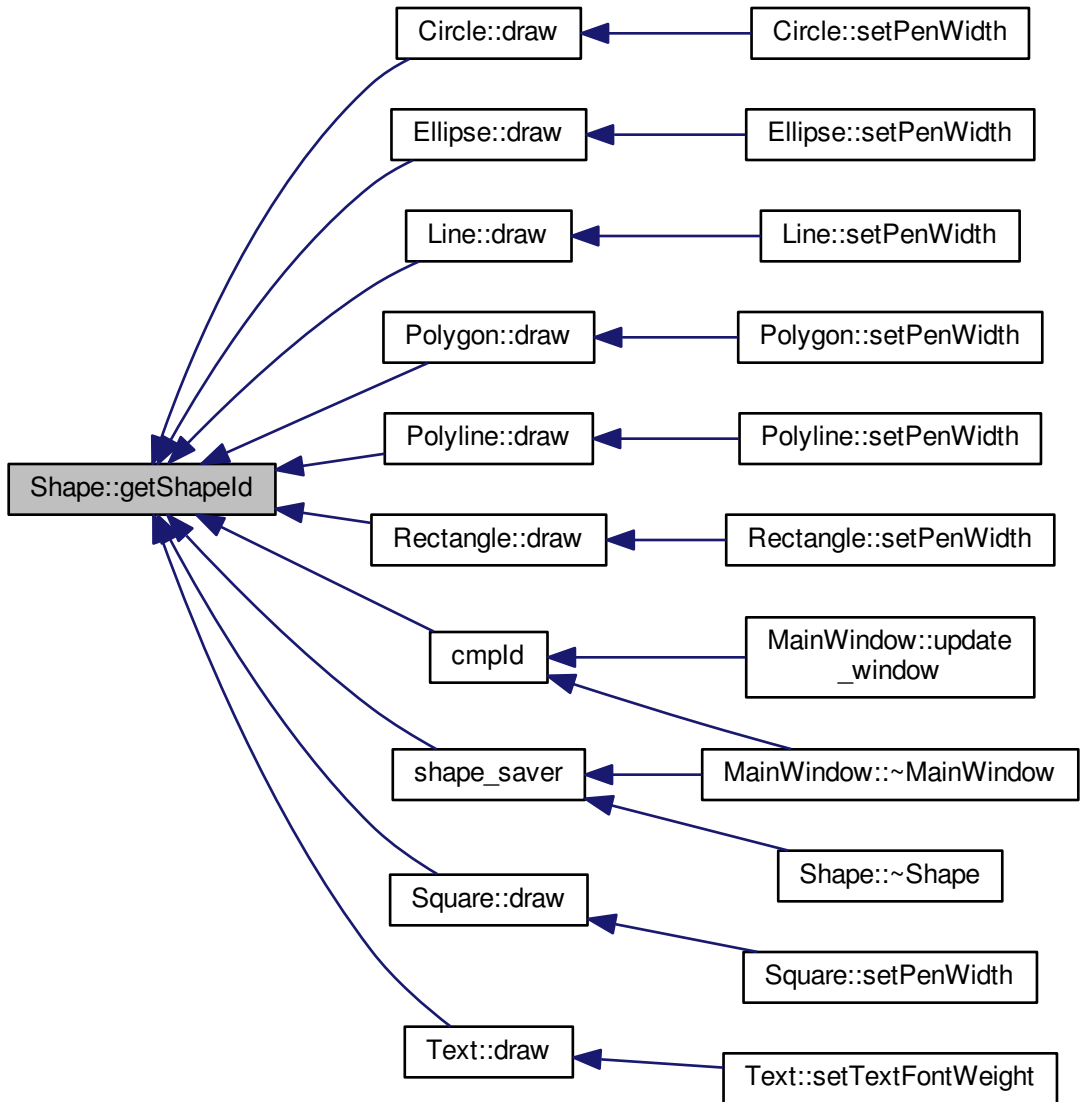 Circle::draw
Circle::setPenWidth
Ellipse::draw
Ellipse::setPenWidth
Line::draw
Line::setPenWidth
Polygon::draw
Polygon::setPenWidth
Polyline::draw
Polyline::setPenWidth
Shape::getShapeId
Rectangle::draw
Rectangle::setPenWidth
cmpId
MainWindow::update
_window
shape_saver
MainWindow::~MainWindow
Shape::~Shape
Square::draw
Square::setPenWidth
Text::draw
Text::setTextFontWeight